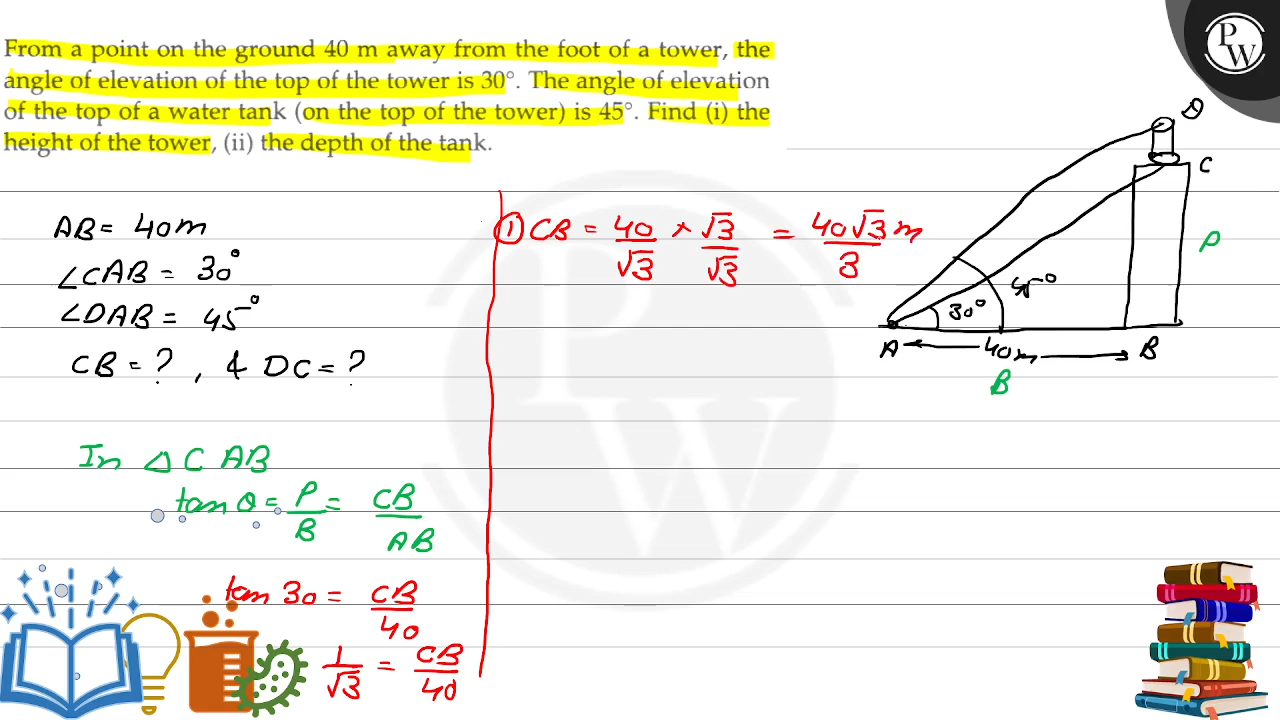 From a point on the ground 40 m away from the foot of a tower, the
angle of elevation of the top of the tower is 30°. The angle of elevation
of the top of a water tank (on the top of the tower) is 45°. Find (i) the
height of the tower, (ii) the depth of the tank.
AB = 40m
∠CAB = 30°
∠DAB = 45°
CB = ? , & DC = ?
In △CAB
tan θ = P/B = CB/AB
tan 30 = CB/40
1/√3 = CB/40
① CB = 40/√3 × √3/√3 = 40√3/3 m
D
C
P
30°
45°
A
40m
B
B
PW
PW